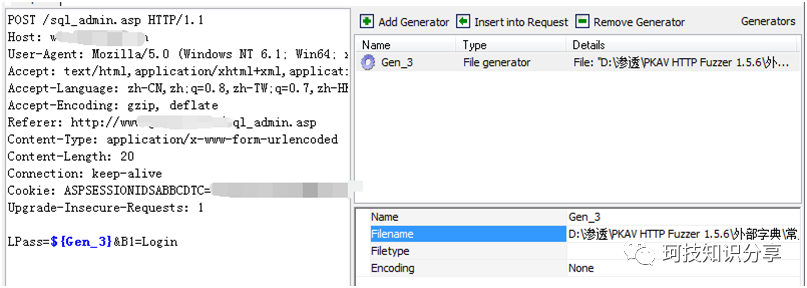 POST /sql_admin.asp HTTP/1.1
Host: w
User-Agent: Mozilla/5.0 (Windows NT 6.1; Win64; x
Accept: text/html,application/xhtml+xml,applicat
Accept-Language: zh-CN,zh;q=0.8,zh-TW;q=0.7,zh-HK
Accept-Encoding: gzip, deflate
Referer: http://www ql_admin.asp
Content-Type: application/x-www-form-urlencoded
Content-Length: 20
Connection: keep-alive
Cookie: ASPSESSIONIDSABBCDTC=
Upgrade-Insecure-Requests: 1
LPass=${Gen_3}&B1=Login
Add Generator Insert into Request Remove Generator Generators
Name Type Details
Gen_3 File generator File: "D:\渗透\PKAV HTTP Fuzzer 1.5.6\外...
Name Gen_3
Filename D:\渗透\PKAV HTTP Fuzzer 1.5.6\外部字典\常
Filetype
Encoding None
珂技知识分享